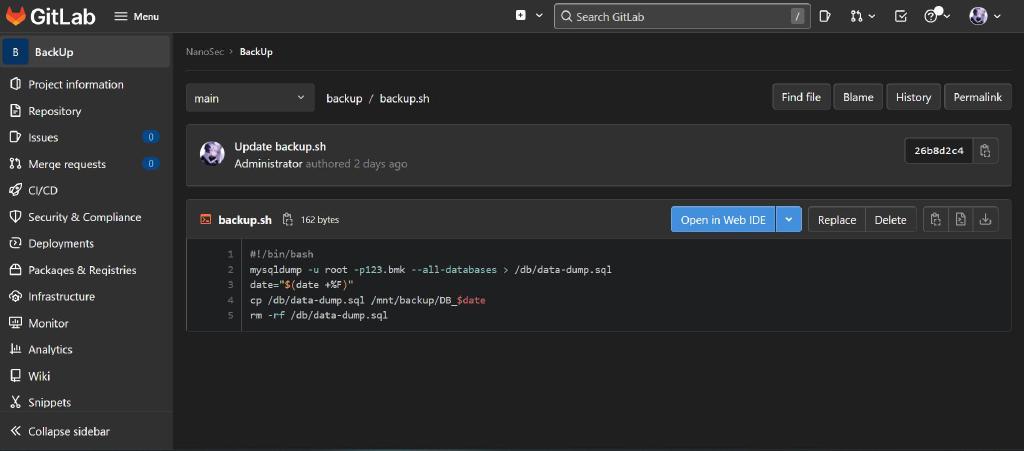 GitLab Menu Search GitLab /
B BackUp
NanoSec > BackUp
Project information
Repository
Issues 0
Merge requests 0
CI/CD
Security & Compliance
Deployments
Packages & Registries
Infrastructure
Monitor
Analytics
Wiki
Snippets
Collapse sidebar
main backup / backup.sh Find file Blame History Permalink
Update backup.sh
Administrator authored 2 days ago
26b8d2c4
backup.sh 162 bytes Open in Web IDE Replace Delete
1 #!/bin/bash
2 mysqldump -u root -p123.bmk --all-databases > /db/data-dump.sql
3 date="$(date +%F)"
4 cp /db/data-dump.sql /mnt/backup/DB_$date
5 rm -rf /db/data-dump.sql